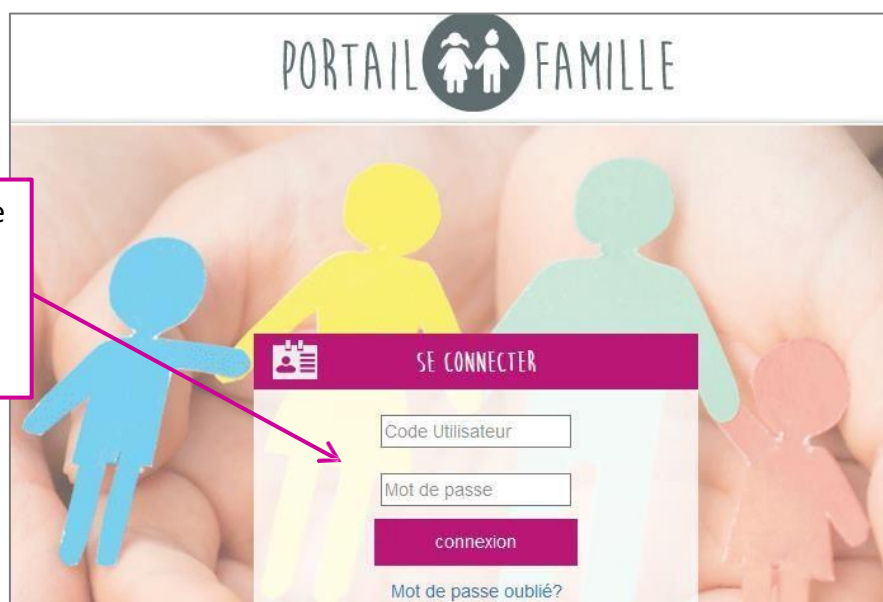 PORTAIL FAMILLE
e
SE CONNECTER
Code Utilisateur
Mot de passe
connexion
Mot de passe oublié?